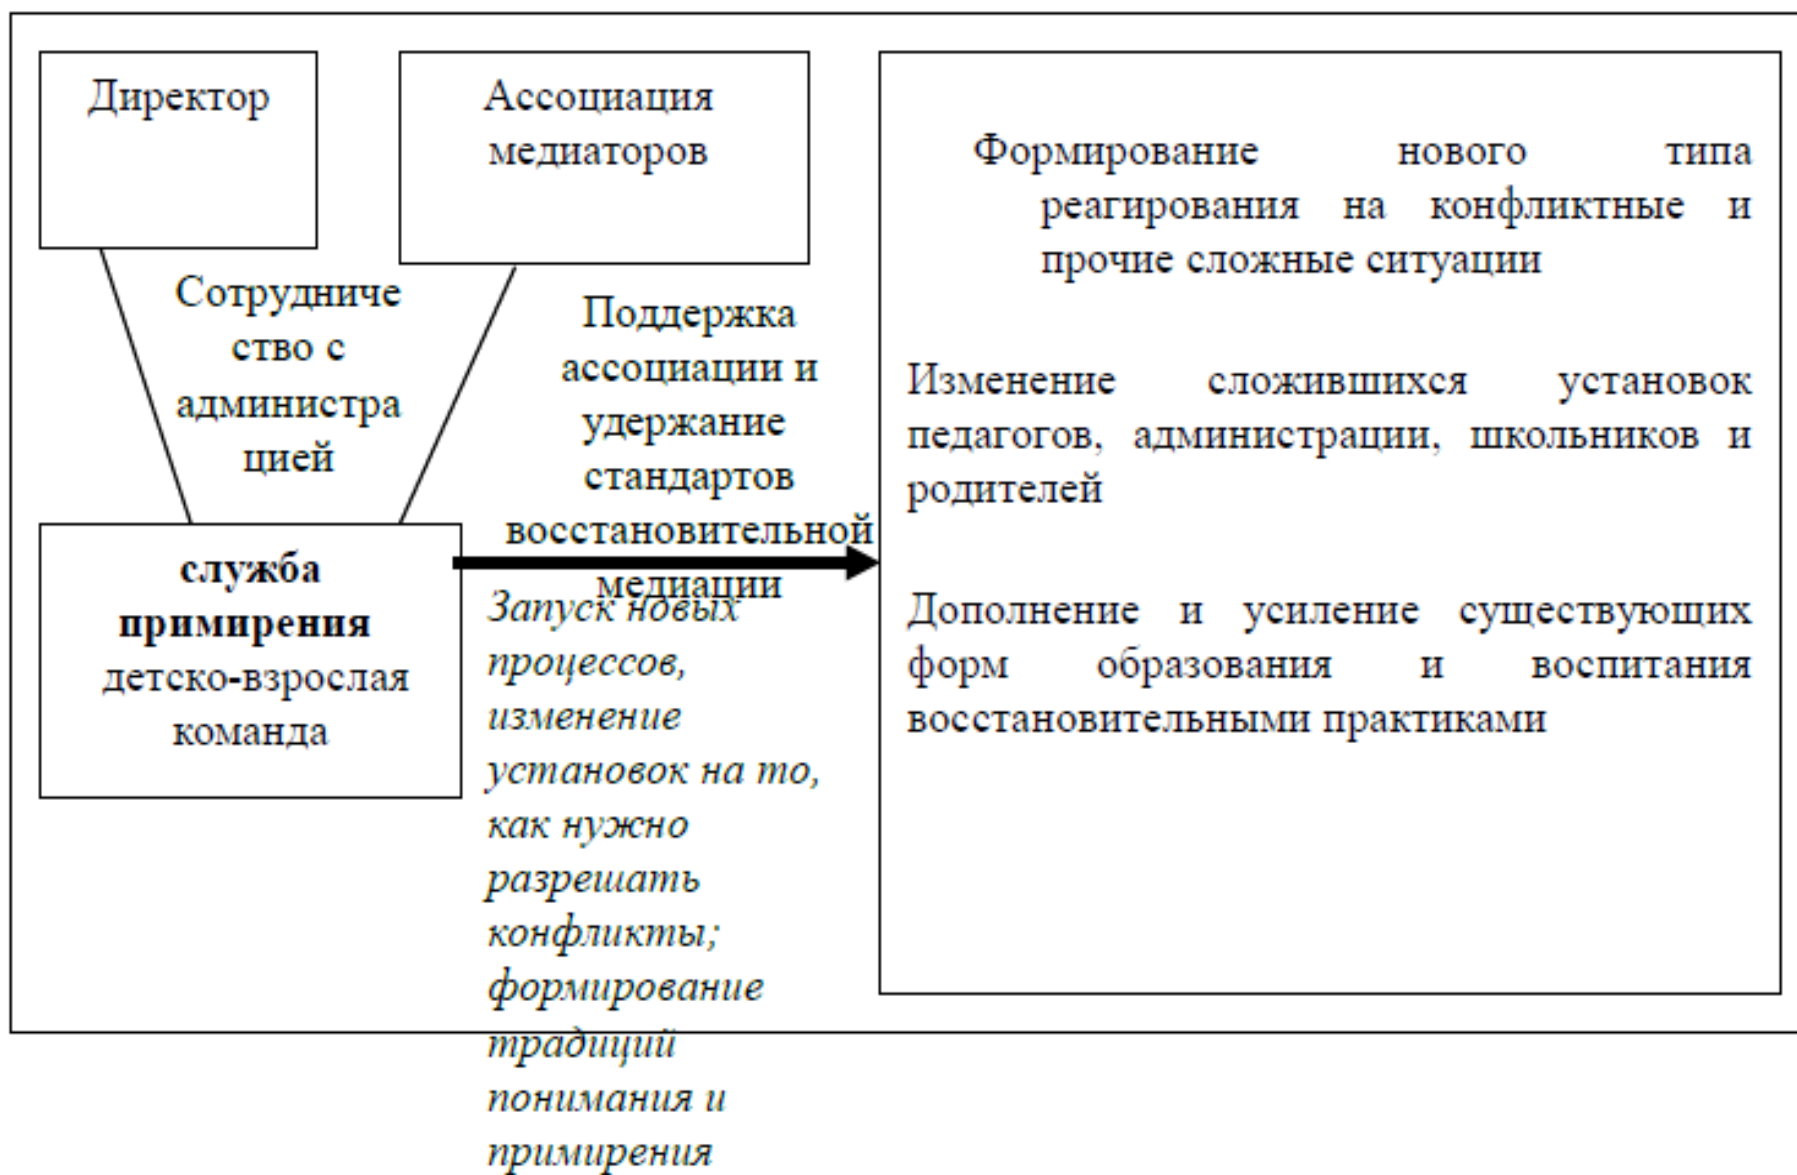 Директор
Ассоциация
медиаторов
Сотрудниче
ство с
администра
цией
Поддержка
ассоциации и
удержание
стандартов
восстановительной
медиации
служба
примирения
детско-взрослая
команда
Запуск новых
процессов,
изменение
установок на то,
как нужно
разрешать
конфликты;
формирование
традиций
понимания и
примирения
Формирование нового типа
реагирования на конфликтные и
прочие сложные ситуации
Изменение сложившихся установок
педагогов, администрации, школьников и
родителей
Дополнение и усиление существующих
форм образования и воспитания
восстановительными практиками